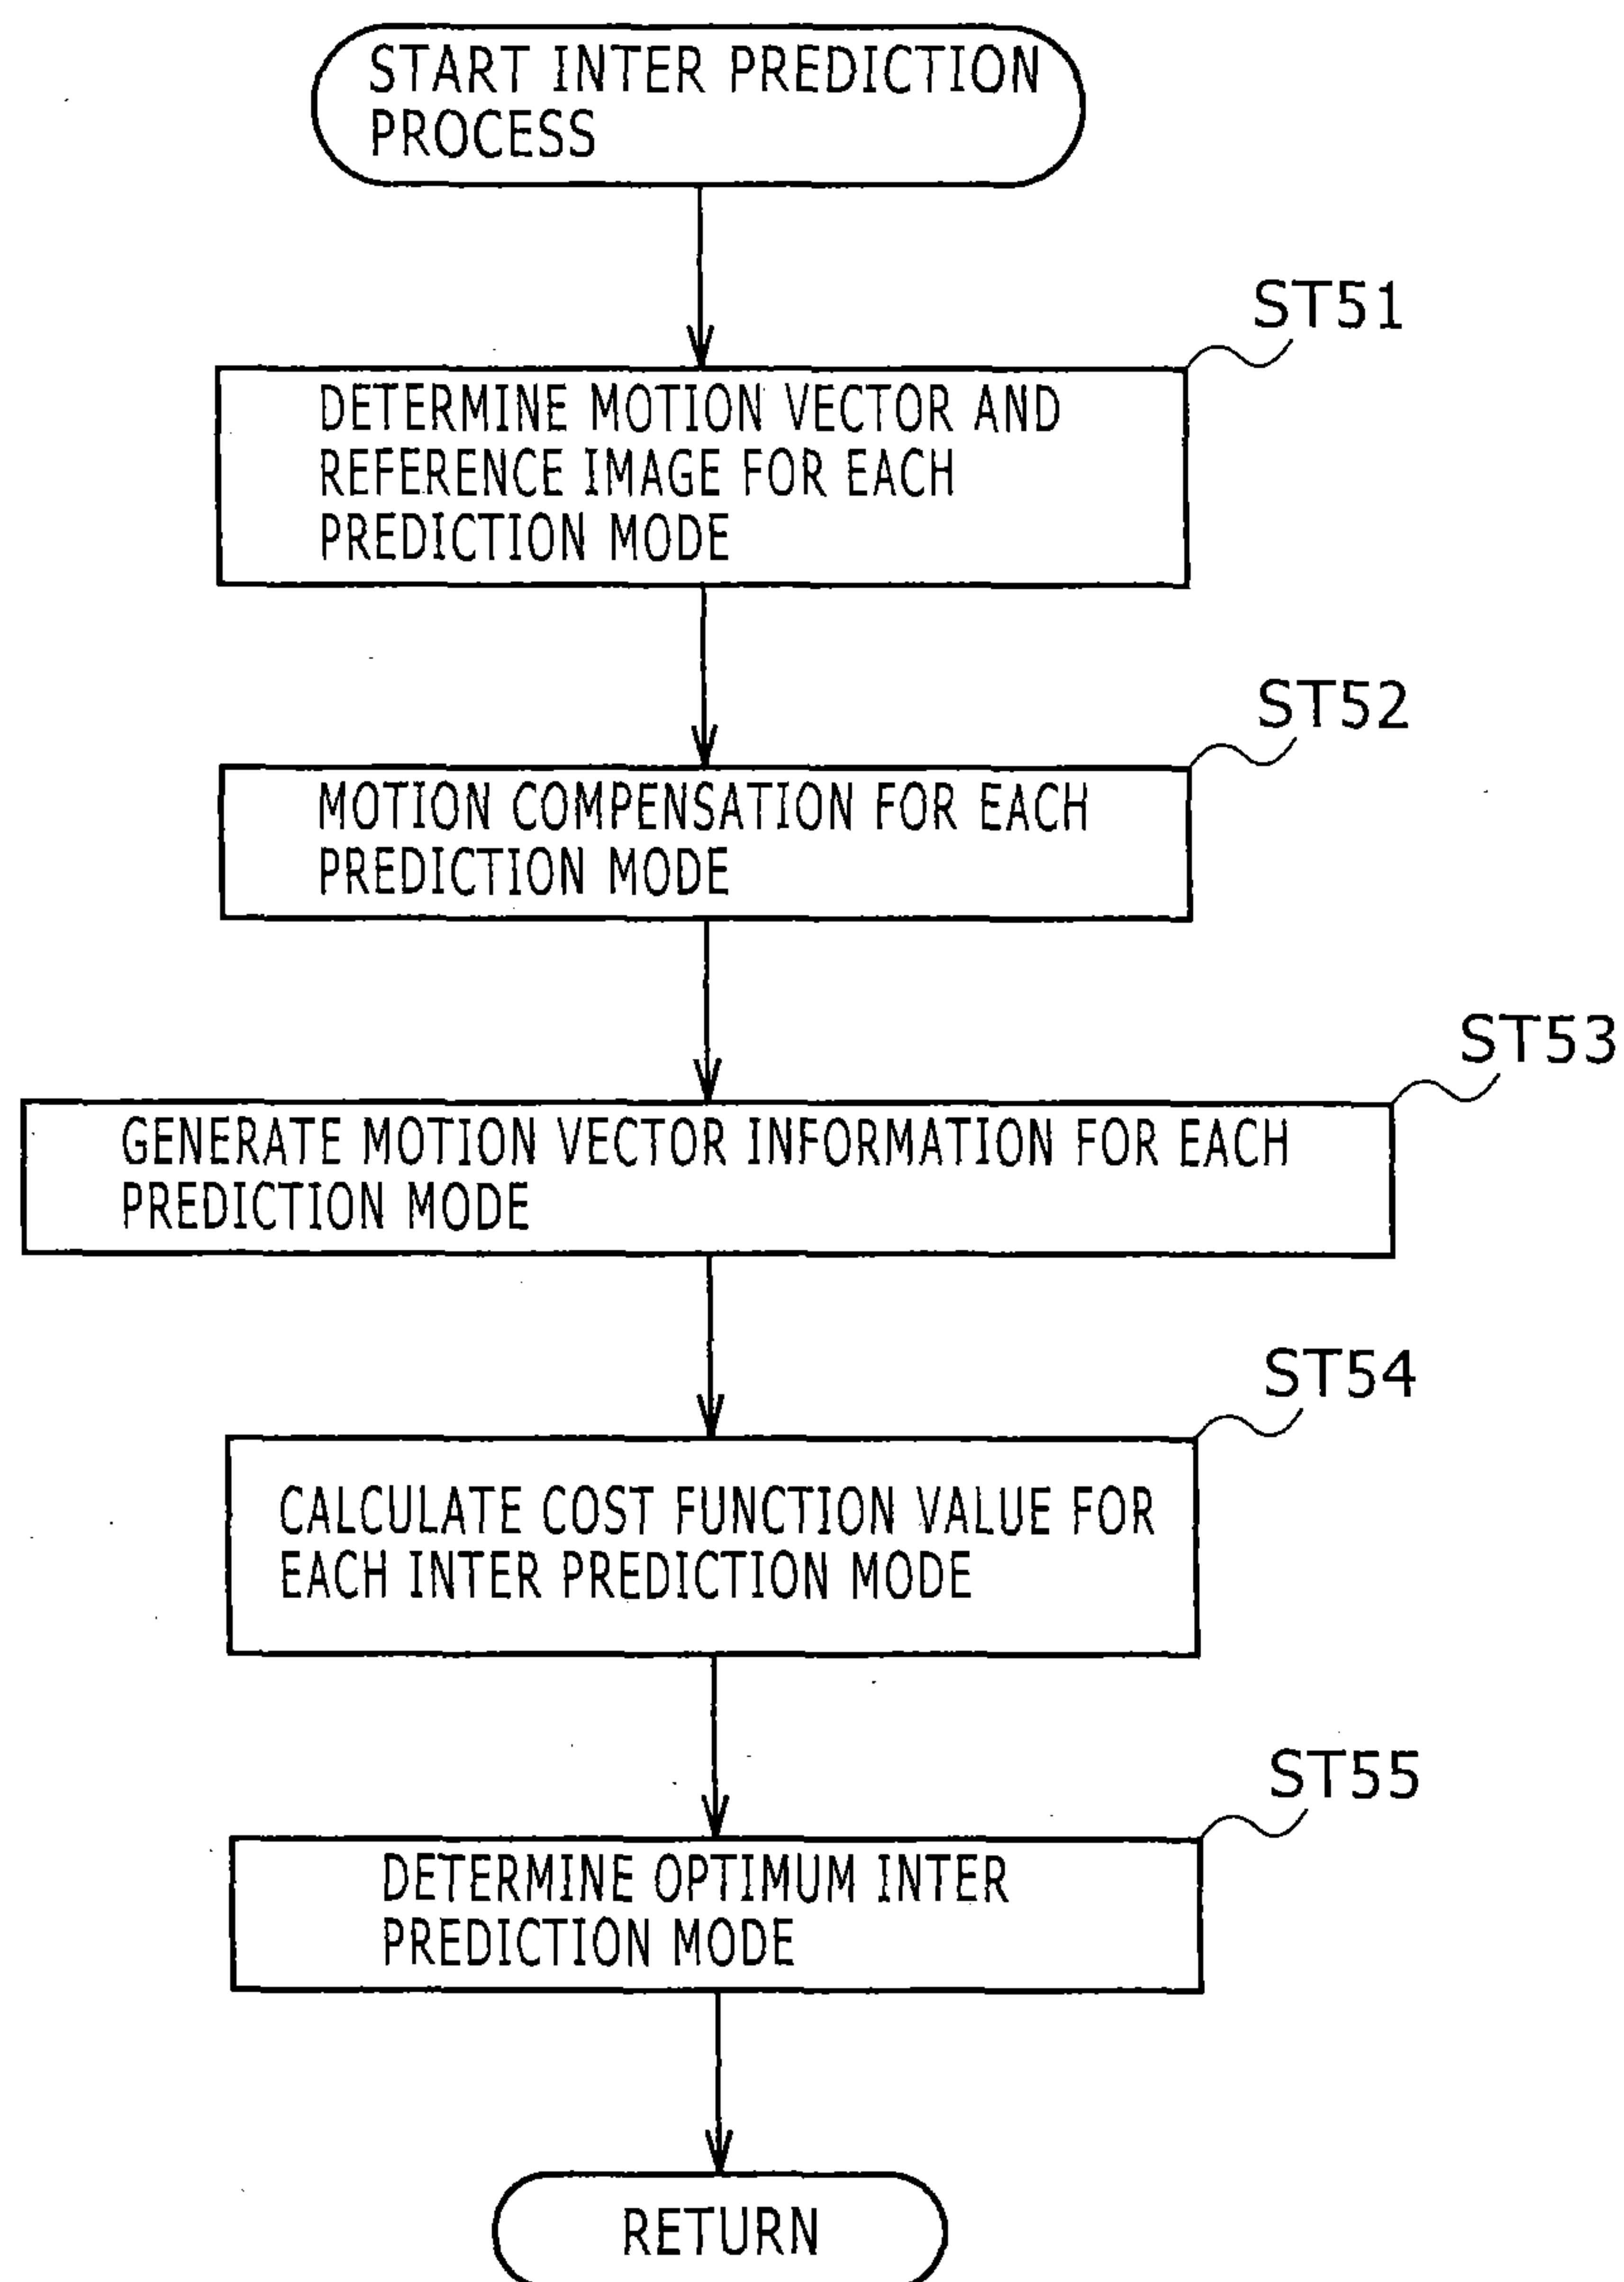 START INTER PREDICTION
PROCESS
ST51
DETERMINE MOTION VECTOR AND
REFERENCE IMAGE FOR EACH
PREDICTION MODE
ST52
MOTION COMPENSATION FOR EACH
PREDICTION MODE
ST53
GENERATE MOTION VECTOR INFORMATION FOR EACH
PREDICTION MODE
ST54
CALCULATE COST FUNCTION VALUE FOR
EACH INTER PREDICTION MODE
ST55
DETERMINE OPTIMUM INTER
PREDICTION MODE
RETURN